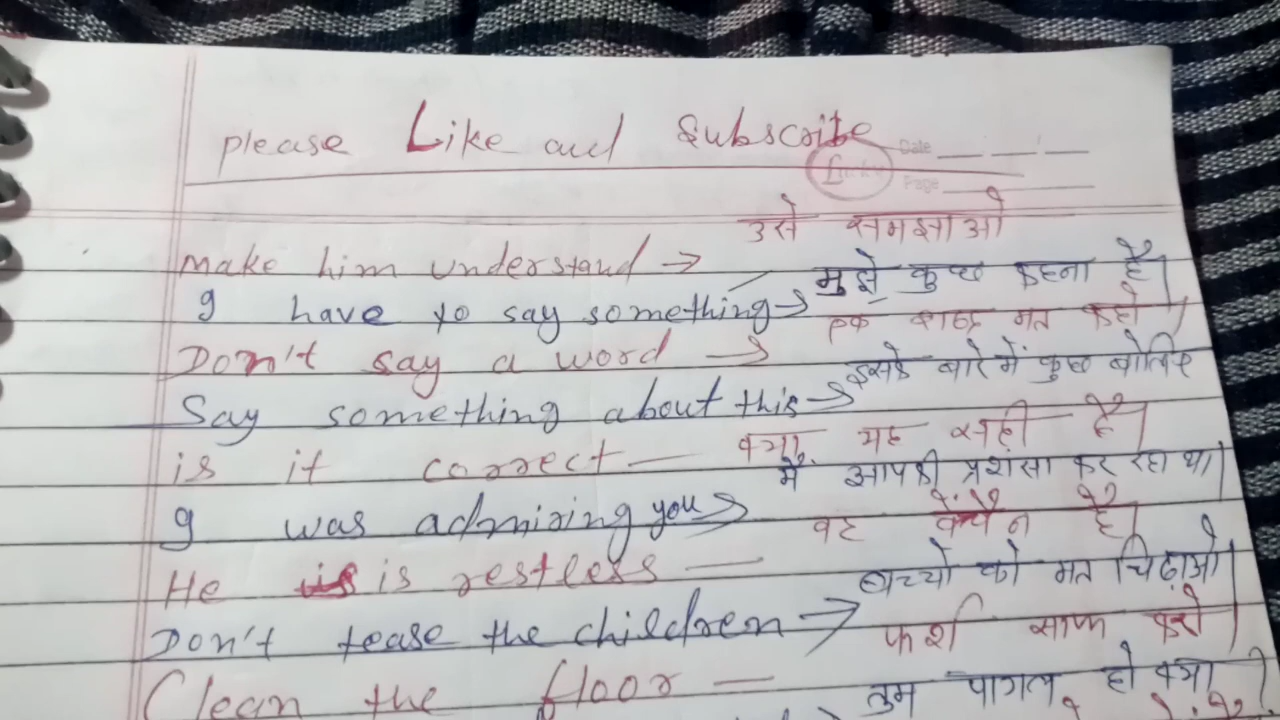 please Like and Subscribe
Date
Page
Make him understand → उसे समझाओ
I have to say something → मुझे कुछ कहना है।
Don't say a word → एक शब्द मत कहो।
Say something about this → इसके बारे में कुछ बोलिए
is it correct — क्या यह सही है।
I was admiring you → मैं आपकी प्रशंसा कर रहा था।
He is restless — वह बेचैन है।
Don't tease the children → बच्चो को मत चिढ़ाओ।
Clean the floor — फर्श साफ करो।
तुम पागल हो क्या